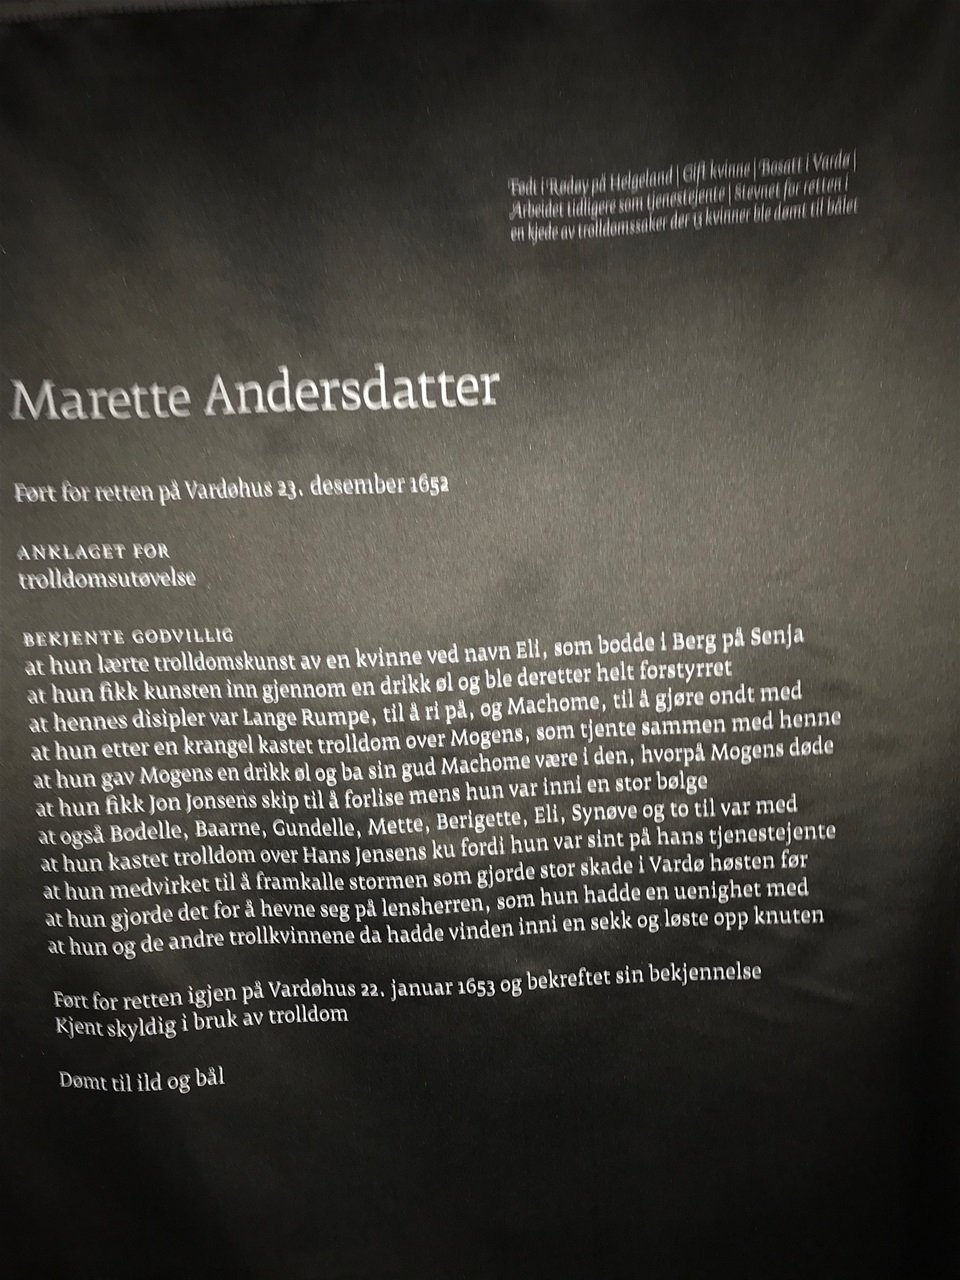 Født i Rødøy på Helgeland | Gift kvinne | Bosatt i Vardø |
Arbeidet tidligere som tjenestejente | Stevnet for retten i
en kjede av trolldomssaker der 13 kvinner ble dømt til bålet
Marette Andersdatter
Ført for retten på Vardøhus 23. desember 1652
ANKLAGET FOR
trolldomsutøvelse
BEKJENTE GODVILLIG
at hun lærte trolldomskunst av en kvinne ved navn Eli, som bodde i Berg på Senja
at hun fikk kunsten inn gjennom en drikk øl og ble deretter helt forstyrret
at hennes disipler var Lange Rumpe, til å ri på, og Machome, til å gjøre ondt med
at hun etter en krangel kastet trolldom over Mogens, som tjente sammen med henne
at hun gav Mogens en drikk øl og ba sin gud Machome være i den, hvorpå Mogens døde
at hun fikk Jon Jonsens skip til å forlise mens hun var inni en stor bølge
at også Bodelle, Baarne, Gundelle, Mette, Berigette, Eli, Synøve og to til var med
at hun kastet trolldom over Hans Jensens ku fordi hun var sint på hans tjenestejente
at hun medvirket til å framkalle stormen som gjorde stor skade i Vardø høsten før
at hun gjorde det for å hevne seg på lensherren, som hun hadde en uenighet med
at hun og de andre trollkvinnene da hadde vinden inni en sekk og løste opp knuten
Ført for retten igjen på Vardøhus 22. januar 1653 og bekreftet sin bekjennelse
Kjent skyldig i bruk av trolldom
Dømt til ild og bål